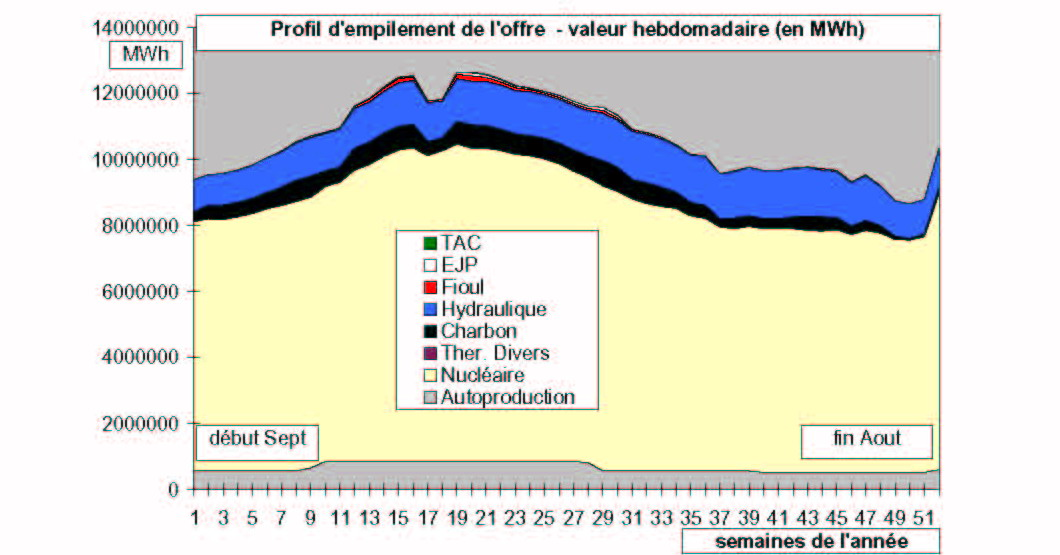 14000000
Profil d'empilement de l'offre - valeur hebdomadaire (en MWh)
MWh
12000000
10000000
8000000
6000000
4000000
2000000
0
TAC
EJP
Fioul
Hydraulique
Charbon
Ther. Divers
Nucléaire
Autoproduction
début Sept
fin Aout
1 3 5 7 9 11 13 15 17 19 21 23 25 27 29 31 33 35 37 39 41 43 45 47 49 51
semaines de l'année